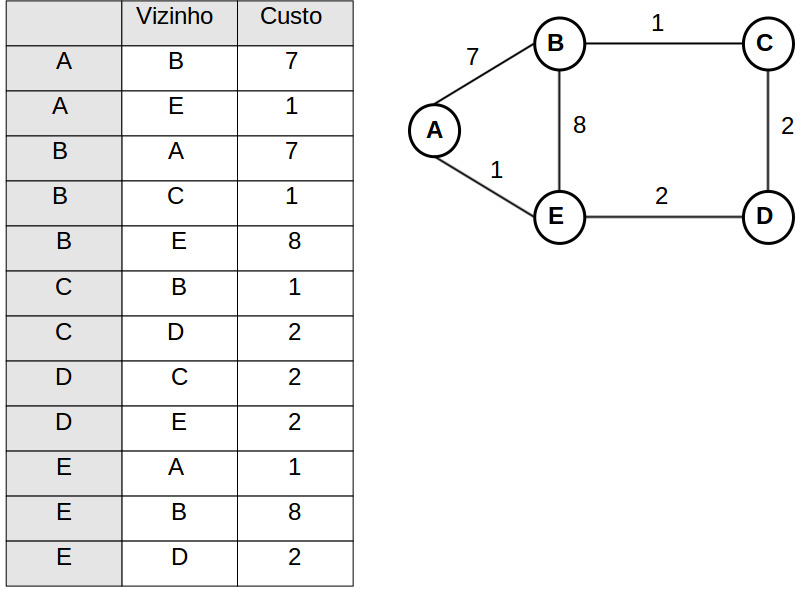 Vizinho Custo
A B 7
A E 1
B A 7
B C 1
B E 8
C B 1
C D 2
D C 2
D E 2
E A 1
E B 8
E D 2
1
B C
7
A 8 2
1
2
E D